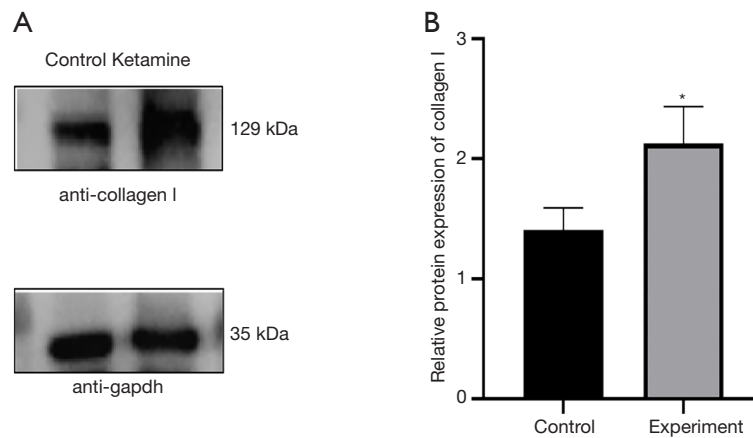 A
Control Ketamine
129 kDa
anti-collagen I
35 kDa
anti-gapdh
B
Relative protein expression of collagen I
3
2
1
0
*
Control
Experiment